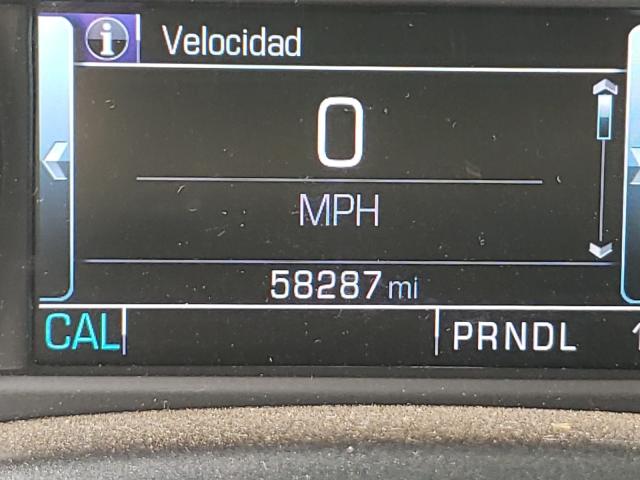 i Velocidad
0
MPH
58287 mi
CAL PRNDL